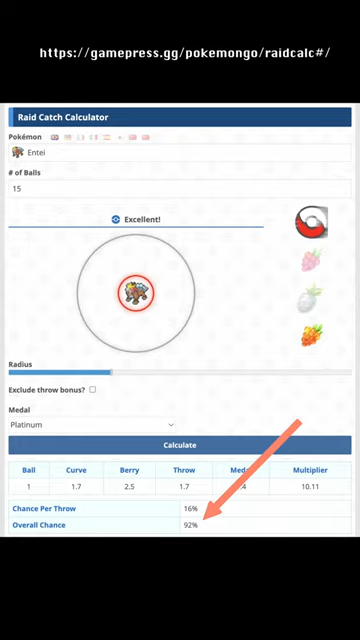 https://gamepress.gg/pokemongo/raidcalc#/
Raid Catch Calculator
Pokémon
Entei
# of Balls
15
Excellent!
Radius
Exclude throw bonus?
Medal
Platinum
Calculate
Ball Curve Berry Throw Multiplier
1 1.7 2.5 1.7 10.11
Chance Per Throw 16%
Overall Chance 92%